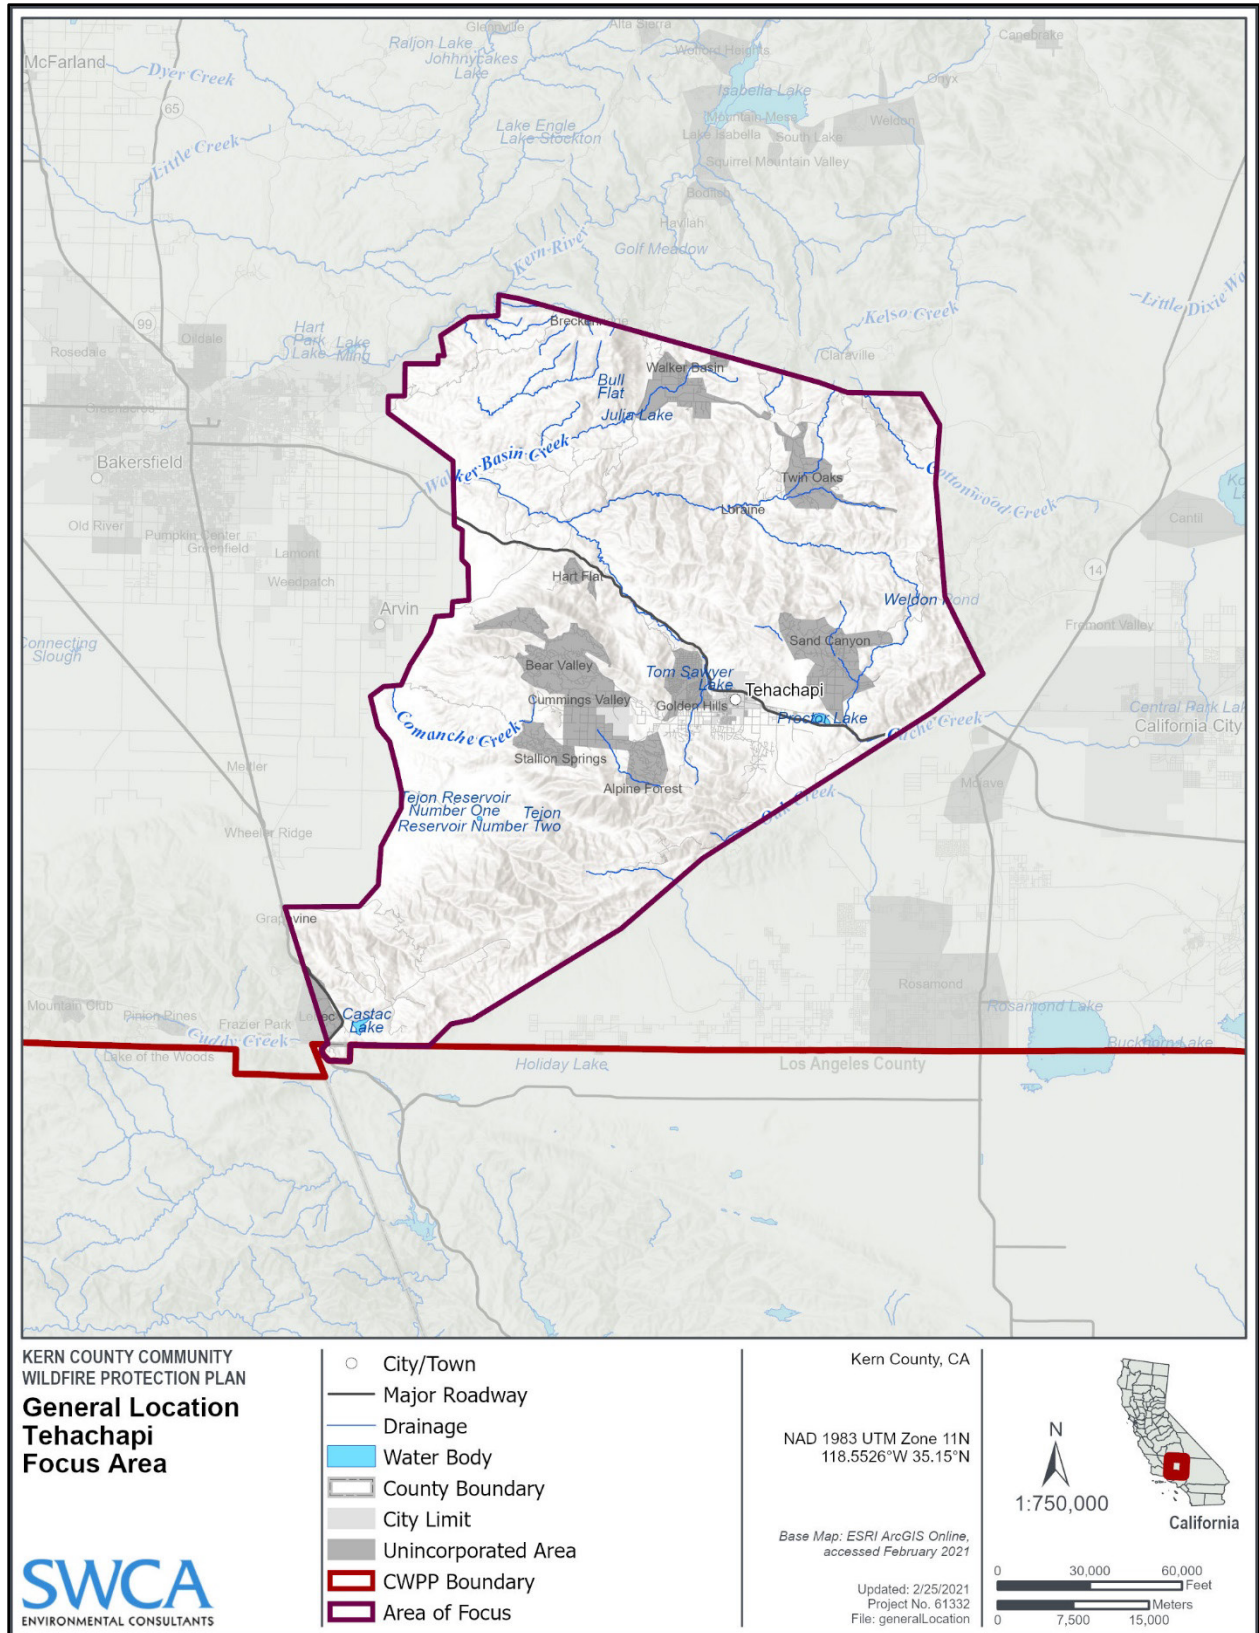 Glennville
Alta Sierra
Canebrake
Raljon Lake
Johhnycakes
Lake
Wofford Heights
McFarland
Dyer Creek
Onyx
Isabella Lake
65
Mountain Mesa
Lake Engle
Lake Stockton
Weldon
Lake Isabella
South Lake
Little Creek
Squirrel Mountain Valley
Bodfish
Havilah
Kern River
Golf Meadow
Little Dixie Wa
Kelso Creek
99
Oildale
Hart
Park
Lake
Lake
Ming
Breckenridge
Rosedale
Claraville
Walker Basin
Bull
Flat
Greenacres
Julia Lake
Bakersfield
Walker Basin Creek
Twin Oaks
Cottonwood Creek
Loraine
Old River
Pumpkin Center
Greenfield
Cantil
Lamont
Weedpatch
14
Hart Flat
Arvin
Weldon Pond
Fremont Valley
Connecting
Slough
Sand Canyon
Bear Valley
Tom Sawyer
Lake
Tehachapi
Cummings Valley
Golden Hills
Central Park Lak
Proctor Lake
California City
Comanche Creek
Cache Creek
Stallion Springs
Mettler
Mojave
Alpine Forest
Tejon Reservoir
Number One
Tejon
Reservoir Number Two
Oak Creek
Wheeler Ridge
Grapevine
Rosamond
Mountain Club
Pinion Pines
Frazier Park
Lebec
Castac
Lake
Rosamond Lake
Cuddy Creek
Lake of the Woods
Buckhorn Lake
Holiday Lake
Los Angeles County
KERN COUNTY COMMUNITY
WILDFIRE PROTECTION PLAN
General Location
Tehachapi
Focus Area
SWCA
ENVIRONMENTAL CONSULTANTS
City/Town
Major Roadway
Drainage
Water Body
County Boundary
City Limit
Unincorporated Area
CWPP Boundary
Area of Focus
Kern County, CA
NAD 1983 UTM Zone 11N
118.5526°W 35.15°N
Base Map: ESRI ArcGIS Online,
accessed February 2021
Updated: 2/25/2021
Project No. 61332
File: generalLocation
N
1:750,000
California
0 30,000 60,000
Feet
Meters
0 7,500 15,000